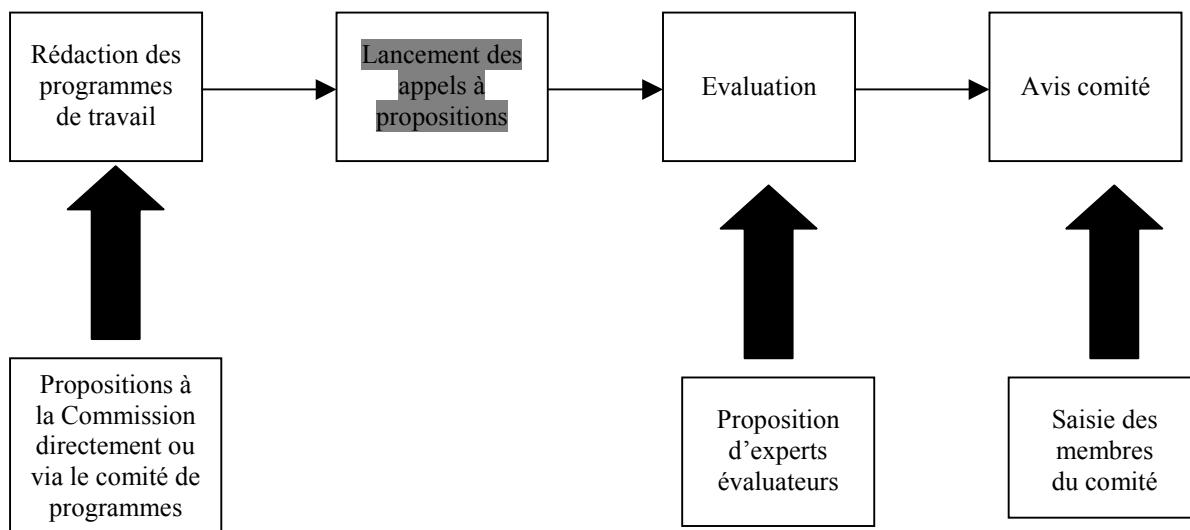 Rédaction des
programmes
de travail
Lancement des
appels à
propositions
Evaluation
Avis comité
Propositions à
la Commission
directement ou
via le comité de
programmes
Proposition
d’experts
évaluateurs
Saisie des
membres
du comité